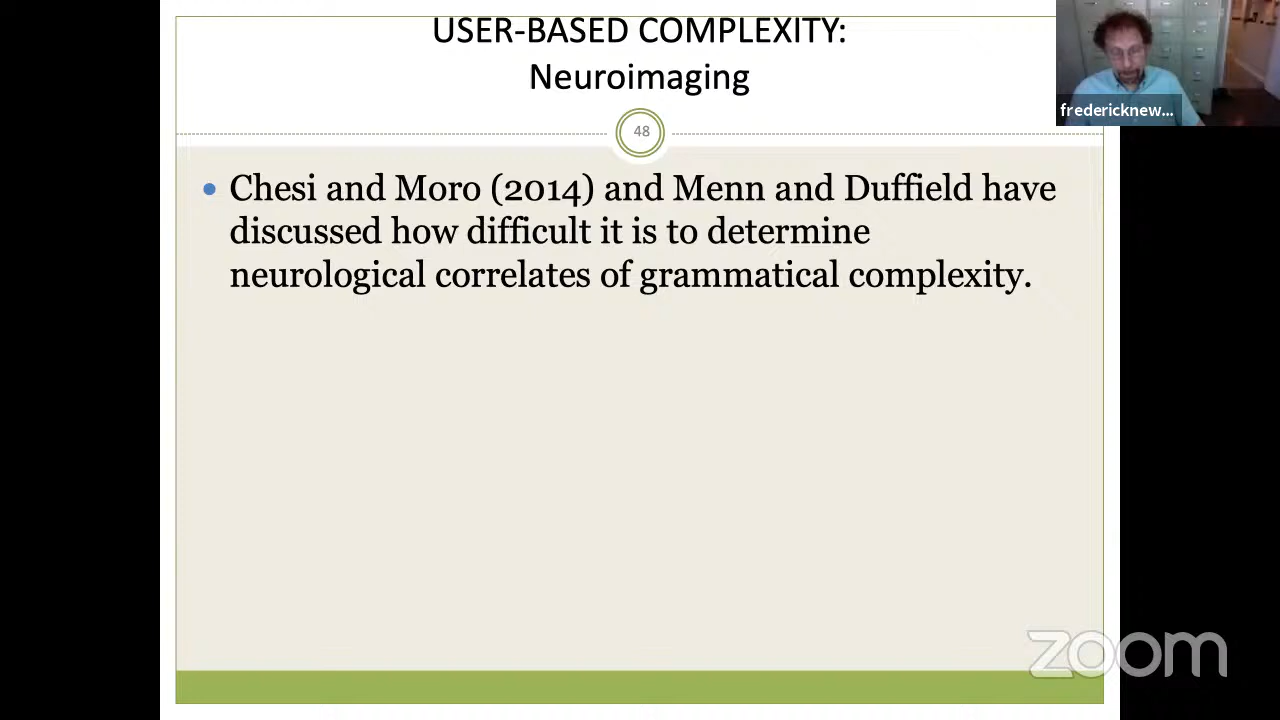 USER-BASED COMPLEXITY:
Neuroimaging
fredericknew...
48
• Chesi and Moro (2014) and Menn and Duffield have
discussed how difficult it is to determine
neurological correlates of grammatical complexity.
zoom